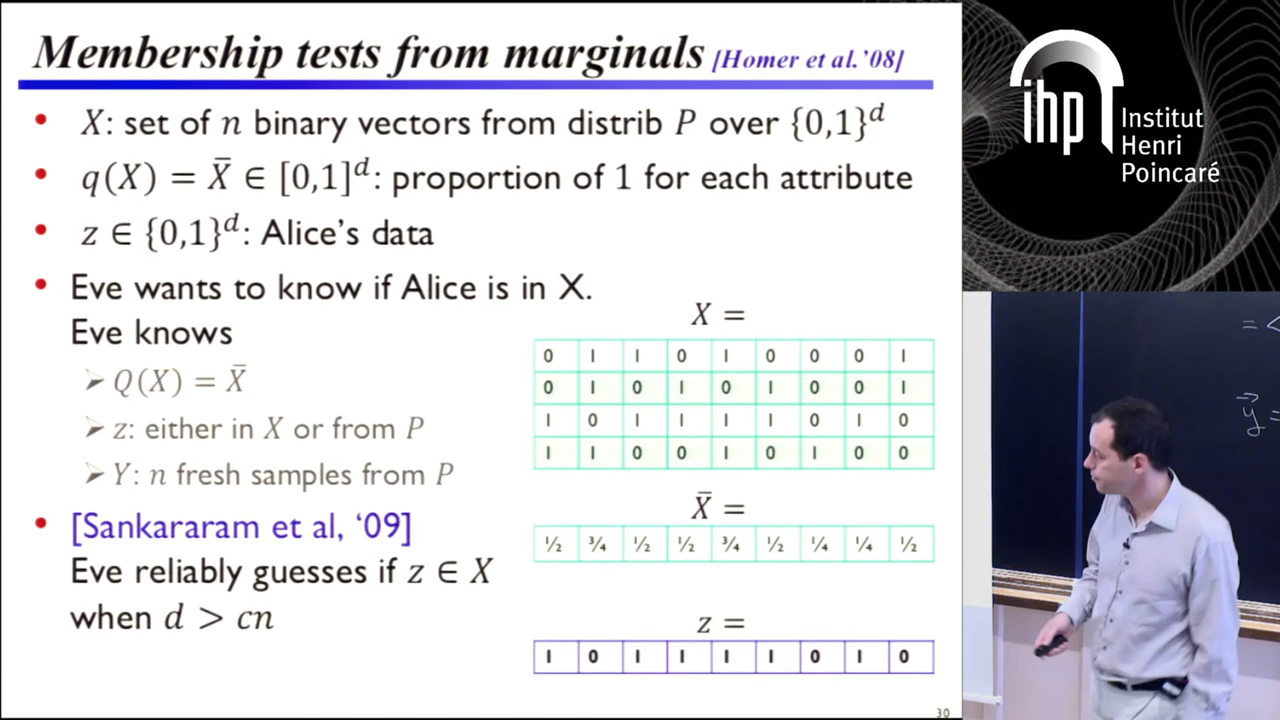 Membership tests from marginals [Homer et al.'08]
• X: set of n binary vectors from distrib P over {0,1}ᵈ
• q(X) = X̄ ∈ [0,1]ᵈ: proportion of 1 for each attribute
• z ∈ {0,1}ᵈ: Alice's data
• Eve wants to know if Alice is in X.
Eve knows
➢ Q(X) = X̄
➢ z: either in X or from P
➢ Y: n fresh samples from P
• [Sankararam et al, ‘09]
Eve reliably guesses if z ∈ X
when d > cn
X =
0 1 1 0 1 0 0 0 1
0 1 0 1 0 1 0 0 1
1 0 1 1 1 1 0 1 0
1 1 0 0 1 0 1 0 0
X̄ =
½ ¾ ½ ½ ¾ ½ ¼ ¼ ½
z =
1 0 1 1 1 1 0 1 0
30
ihp
Institut
Henri
Poincaré
= <
y⃗ =